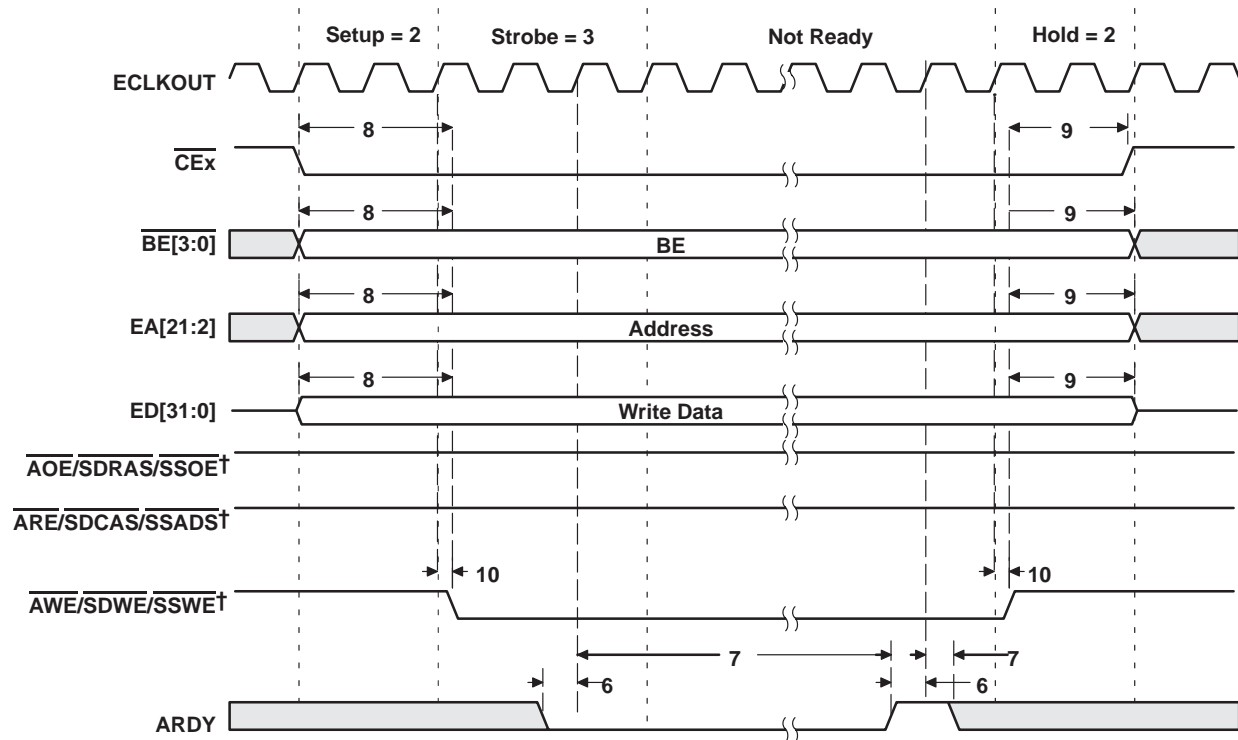 Setup = 2 Strobe = 3 Not Ready Hold = 2
ECLKOUT
8 9
CEx
8 9
BE[3:0] BE
8 9
EA[21:2] Address
8 9
ED[31:0] Write Data
AOE/SDRAS/SSOE†
ARE/SDCAS/SSADS†
10 10
AWE/SDWE/SSWE†
7 7
6 6
ARDY